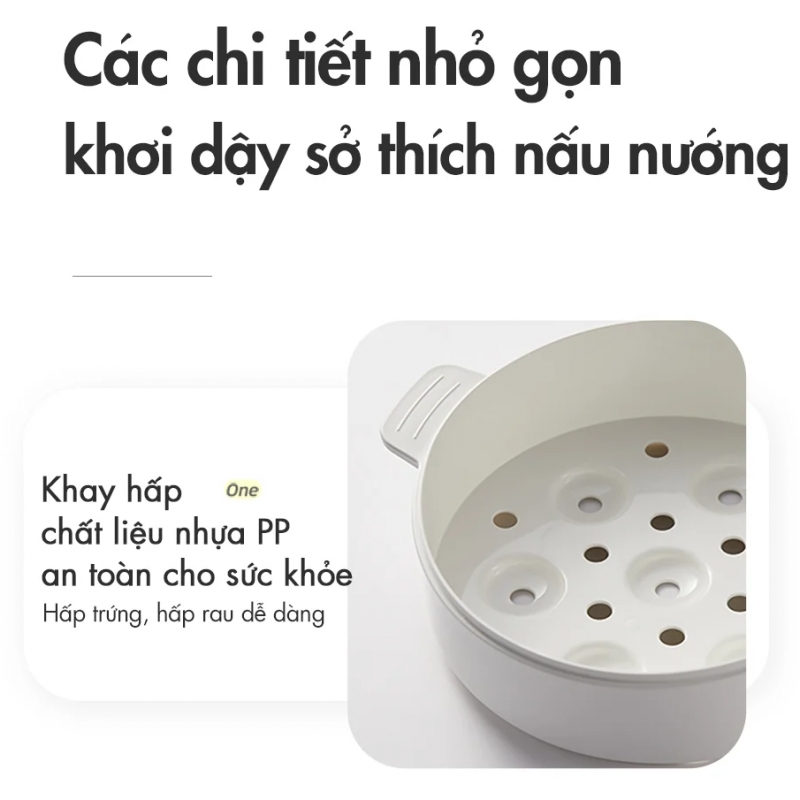 Các chi tiết nhỏ gọn
khơi dậy sở thích nấu nướng
Khay hấp One
chất liệu nhựa PP
an toàn cho sức khỏe
Hấp trứng, hấp rau dễ dàng